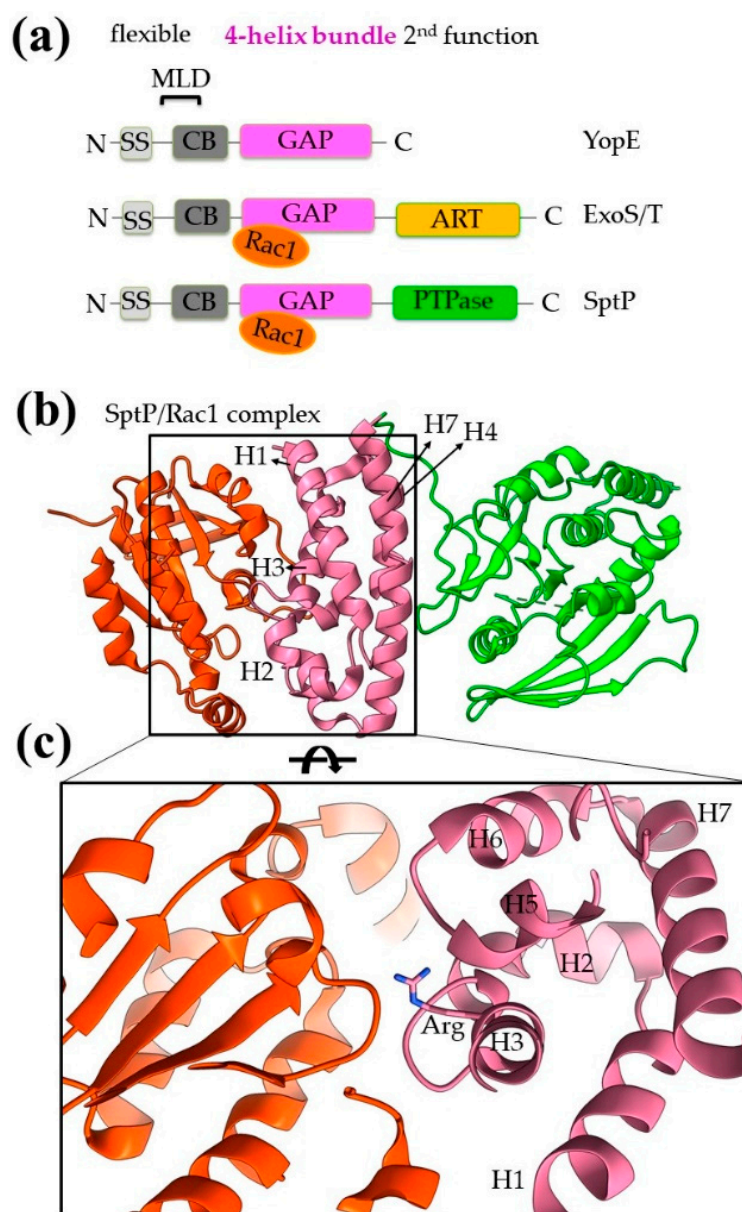 (a) flexible 4-helix bundle 2nd function
MLD
N SS CB GAP C YopE
N SS CB GAP ART C ExoS/T
Rac1
N SS CB GAP PTPase C SptP
Rac1
(b) SptP/Rac1 complex
H7
H4
H1
H3
H2
(c)
H7
H6
H5
H2
Arg
H3
H1